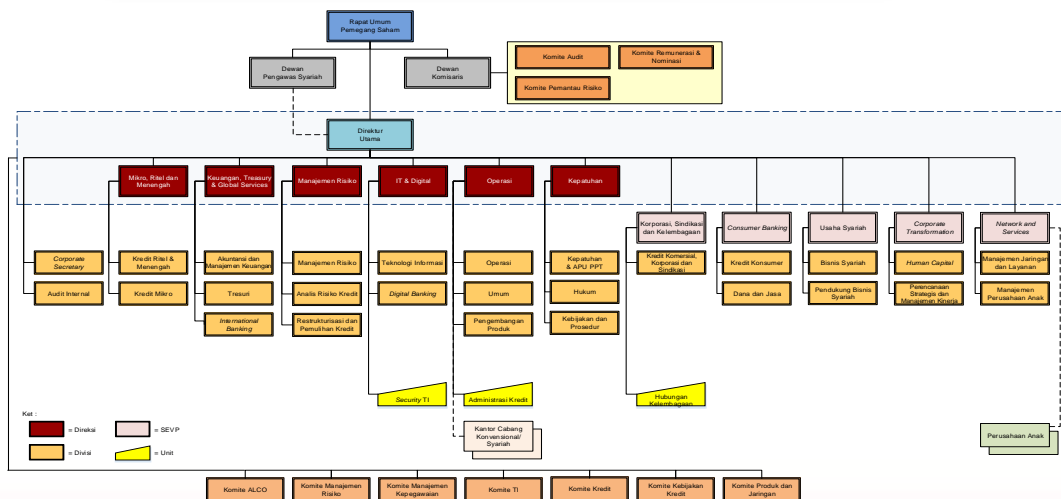 Rapat Umum
Pemegang Saham
Dewan
Pengawas Syariah
Dewan
Komisaris
Komite Audit
Komite Remunerasi &
Nominasi
Komite Pemantau Risiko
Direktur
Utama
Mikro, Ritel dan
Menengah
Keuangan, Treasury
& Global Services
Manajemen Risiko
IT & Digital
Operasi
Kepatuhan
Korporasi, Sindikasi
dan Kelembagaan
Consumer Banking
Usaha Syariah
Corporate
Transformation
Network and
Services
Corporate
Secretary
Kredit Ritel &
Menengah
Akuntansi dan
Manajemen Keuangan
Manajemen Risiko
Teknologi Informasi
Operasi
Kepatuhan
& APU PPT
Kredit Komersial,
Korporasi dan
Sindikasi
Kredit Konsumer
Bisnis Syariah
Human Capital
Manajemen Jaringan
dan Layanan
Audit Internal
Kredit Mikro
Tresuri
Analis Risiko Kredit
Digital Banking
Umum
Hukum
Dana dan Jasa
Pendukung Bisnis
Syariah
Perencanaan
Strategis dan
Manajemen Kinerja
Manajemen
Perusahaan Anak
International
Banking
Restrukturisasi dan
Pemulihan Kredit
Pengembangan
Produk
Kebijakan dan
Prosedur
Security TI
Administrasi Kredit
Hubungan
Kelembagaan
Ket :
= Direksi
= SEVP
= Divisi
= Unit
Kantor Cabang
Konvensional/
Syariah
Perusahaan Anak
Komite ALCO
Komite Manajemen
Risiko
Komite Manajemen
Kepegawaian
Komite TI
Komite Kredit
Komite Kebijakan
Kredit
Komite Produk dan
Jaringan